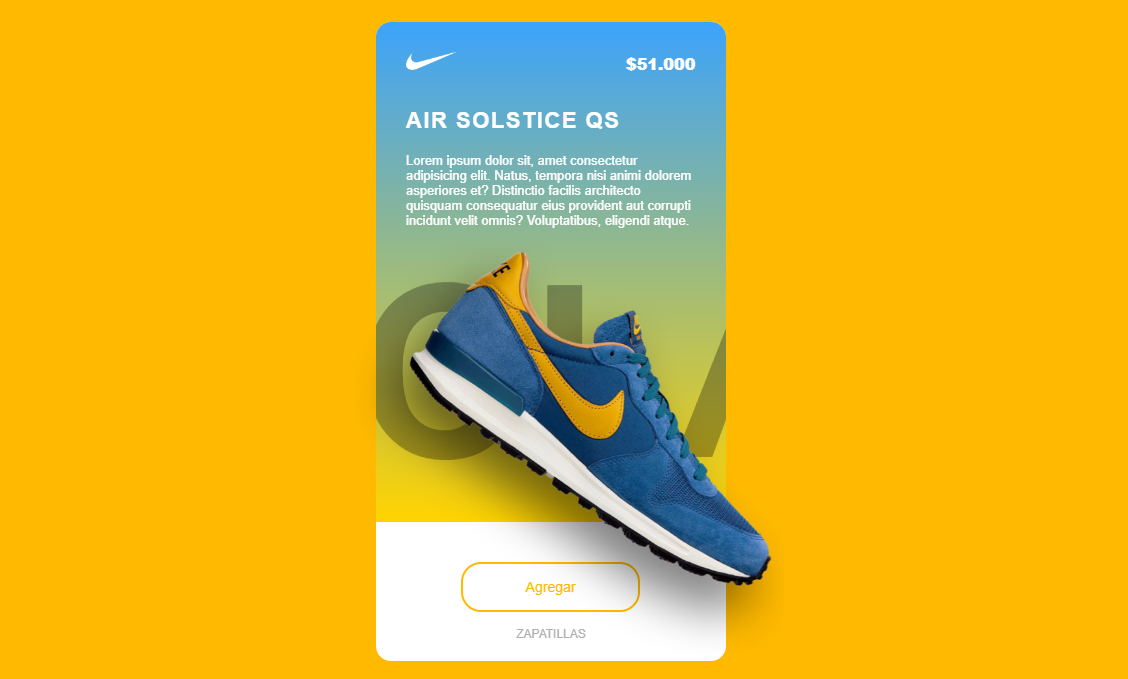 $51.000
AIR SOLSTICE QS
Lorem ipsum dolor sit, amet consectetur
adipisicing elit. Natus, tempora nisi animi dolorem
asperiores et? Distinctio facilis architecto
quisquam consequatur eius provident aut corrupti
incidunt velit omnis? Voluptatibus, eligendi atque.
Agregar
ZAPATILLAS